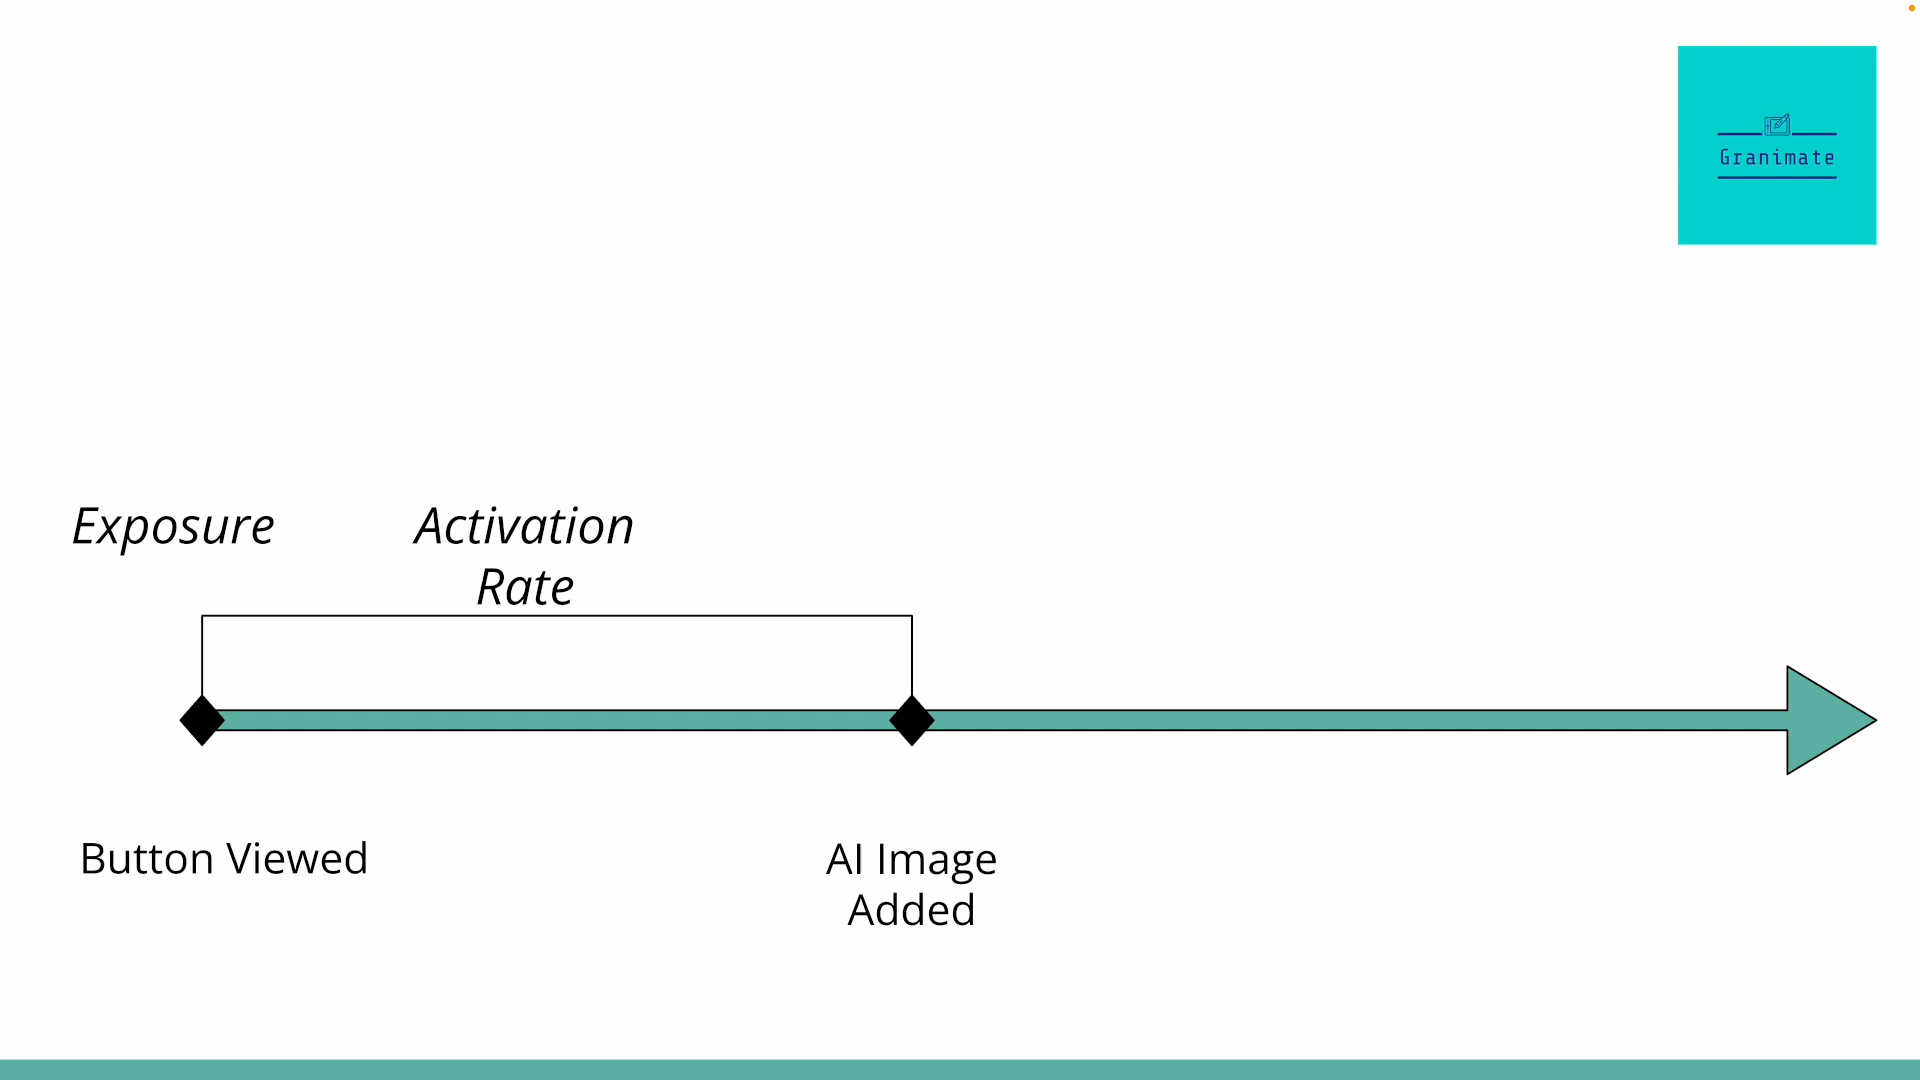 Granimate
Exposure
Activation
Rate
Button Viewed
AI Image
Added